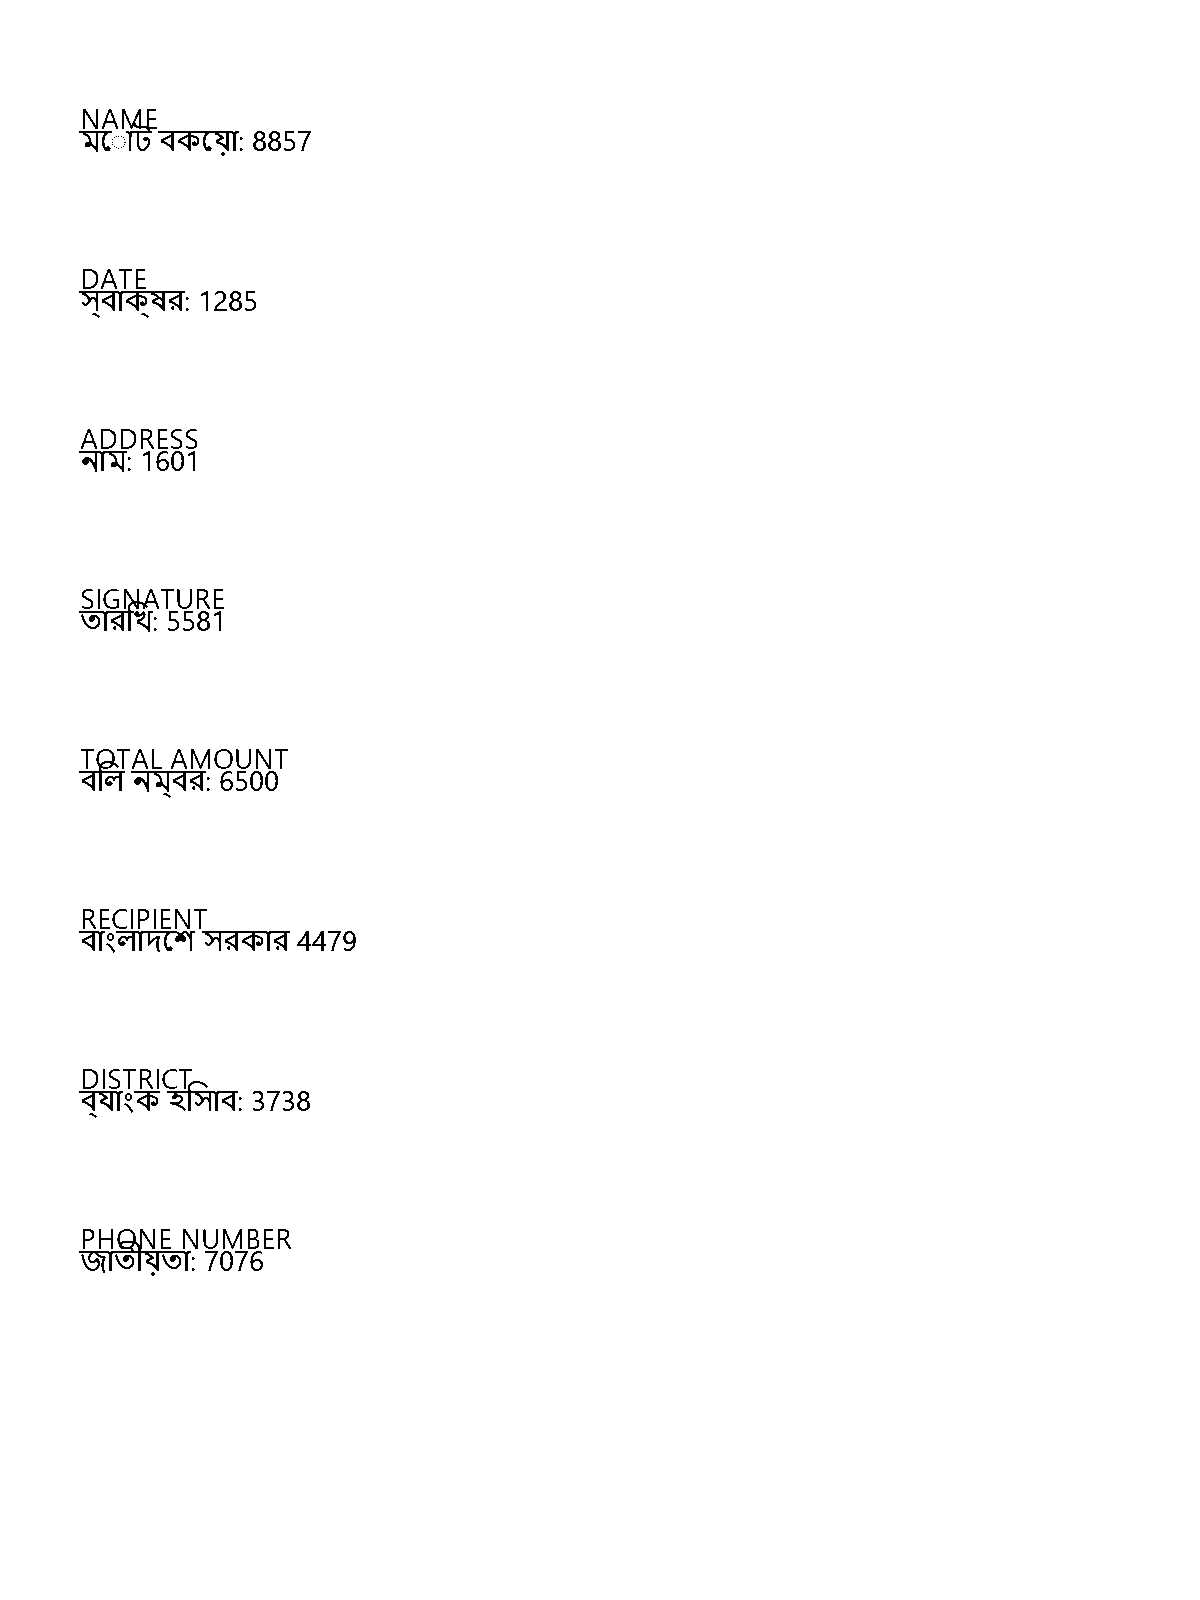 NAME
মোট বকেয়া: 8857
DATE
স্বাক্ষর: 1285
ADDRESS
নাম: 1601
SIGNATURE
তারিখ: 5581
TOTAL AMOUNT
বিল নম্বর: 6500
RECIPIENT
বাংলাদেশ সরকার 4479
DISTRICT
ব্যাংক হিসাব: 3738
PHONE NUMBER
জাতীয়তা: 7076